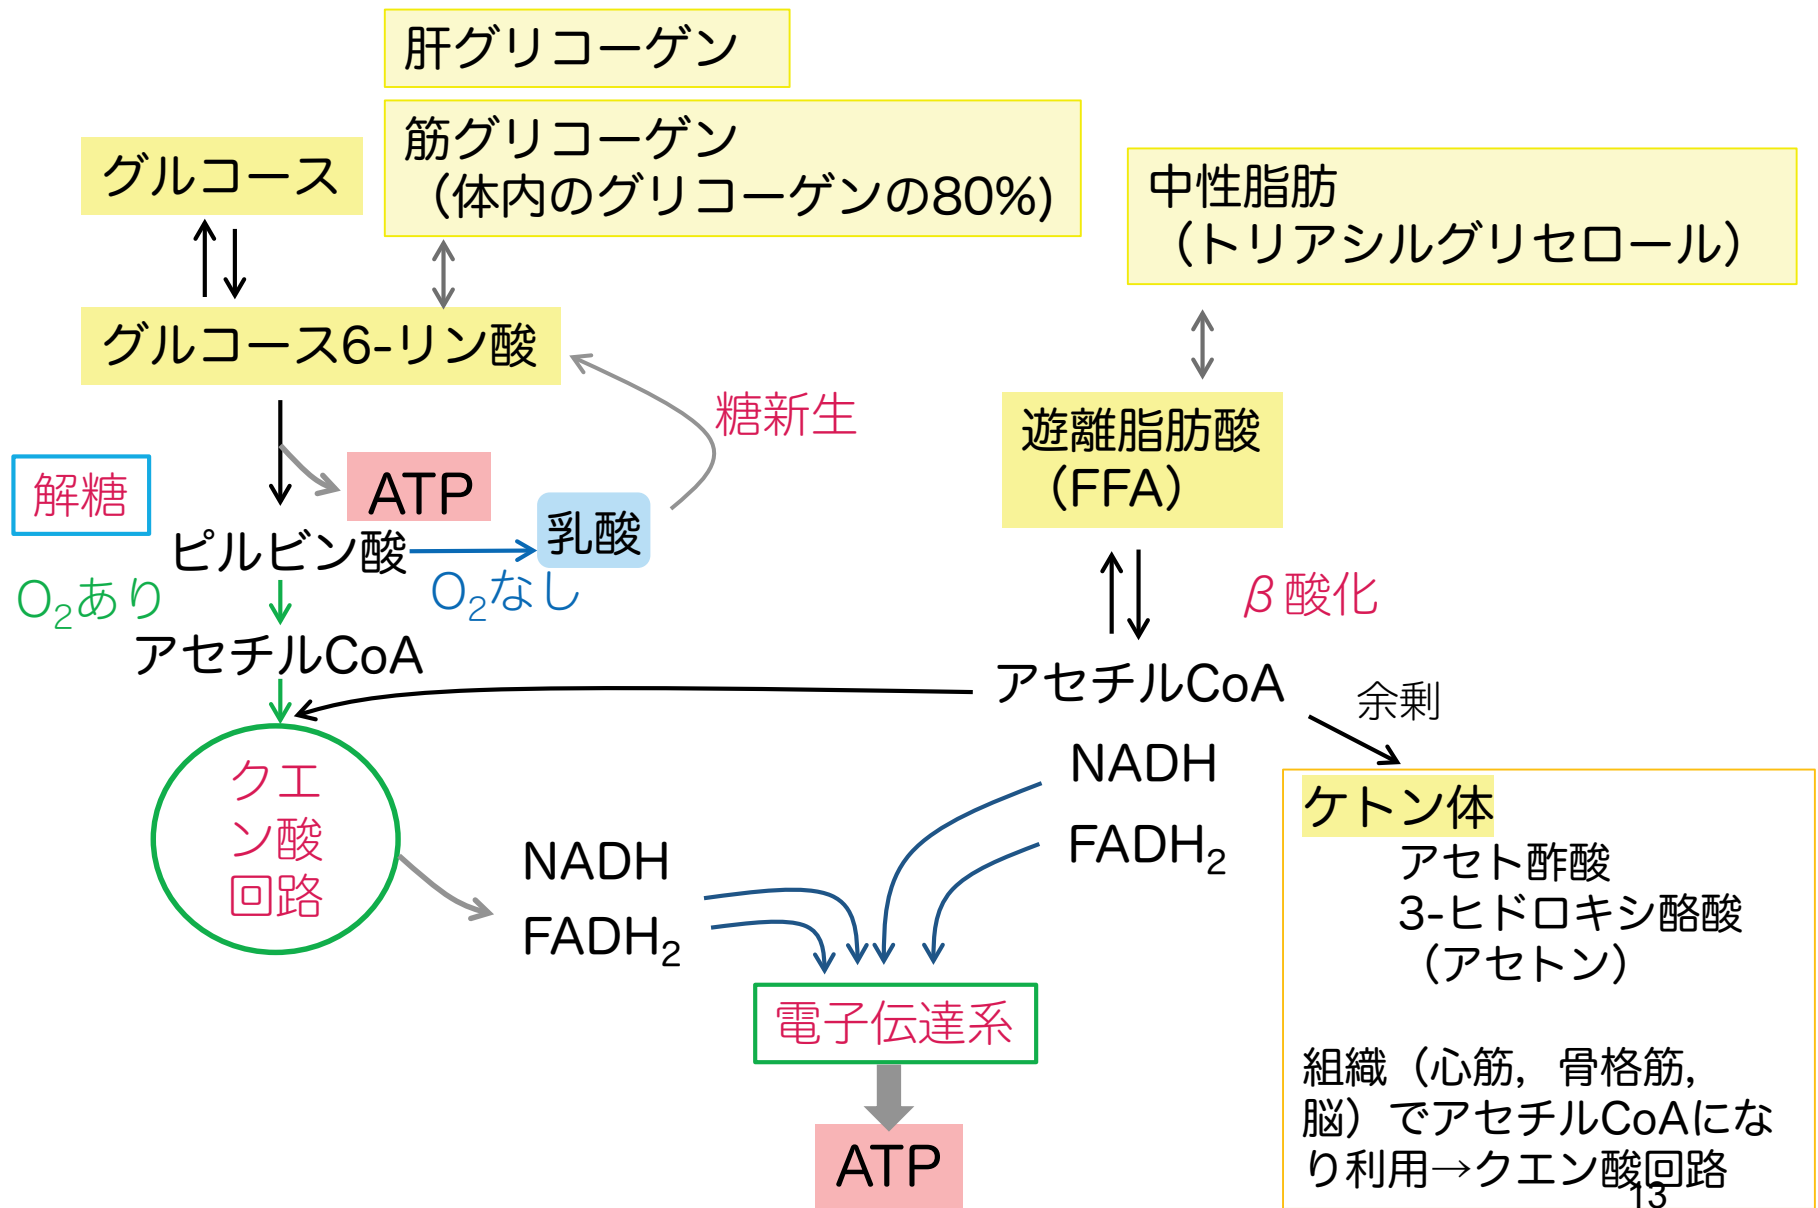 肝グリコーゲン
筋グリコーゲン
（体内のグリコーゲンの80%)
グルコース
中性脂肪
（トリアシルグリセロール）
グルコース6-リン酸
糖新生
遊離脂肪酸
（FFA）
解糖
ATP
ピルビン酸
乳酸
O₂あり
O₂なし
β酸化
アセチルCoA
アセチルCoA
余剰
クエ
ン酸
回路
NADH
FADH₂
NADH
FADH₂
ケトン体
アセト酢酸
3-ヒドロキシ酪酸
（アセトン）
電子伝達系
組織（心筋，骨格筋，
脳）でアセチルCoAにな
り利用→クエン酸回路
ATP
13